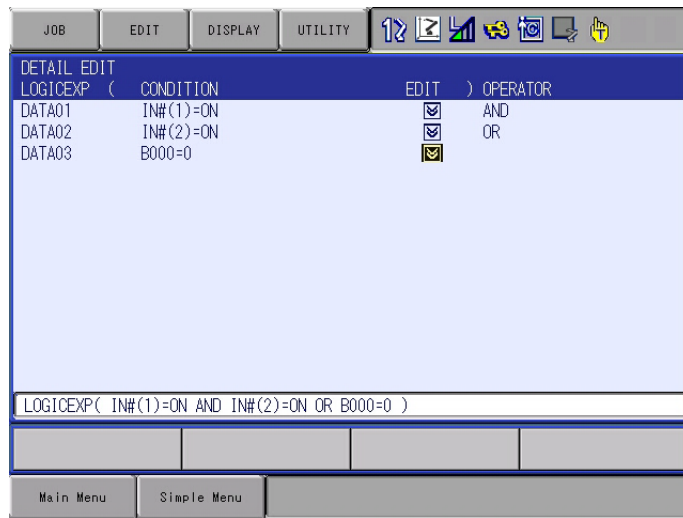 JOB EDIT DISPLAY UTILITY
DETAIL EDIT
LOGICEXP ( CONDITION EDIT ) OPERATOR
DATA01 IN#(1)=ON AND
DATA02 IN#(2)=ON OR
DATA03 B000=0
LOGICEXP( IN#(1)=ON AND IN#(2)=ON OR B000=0 )
Main Menu Simple Menu